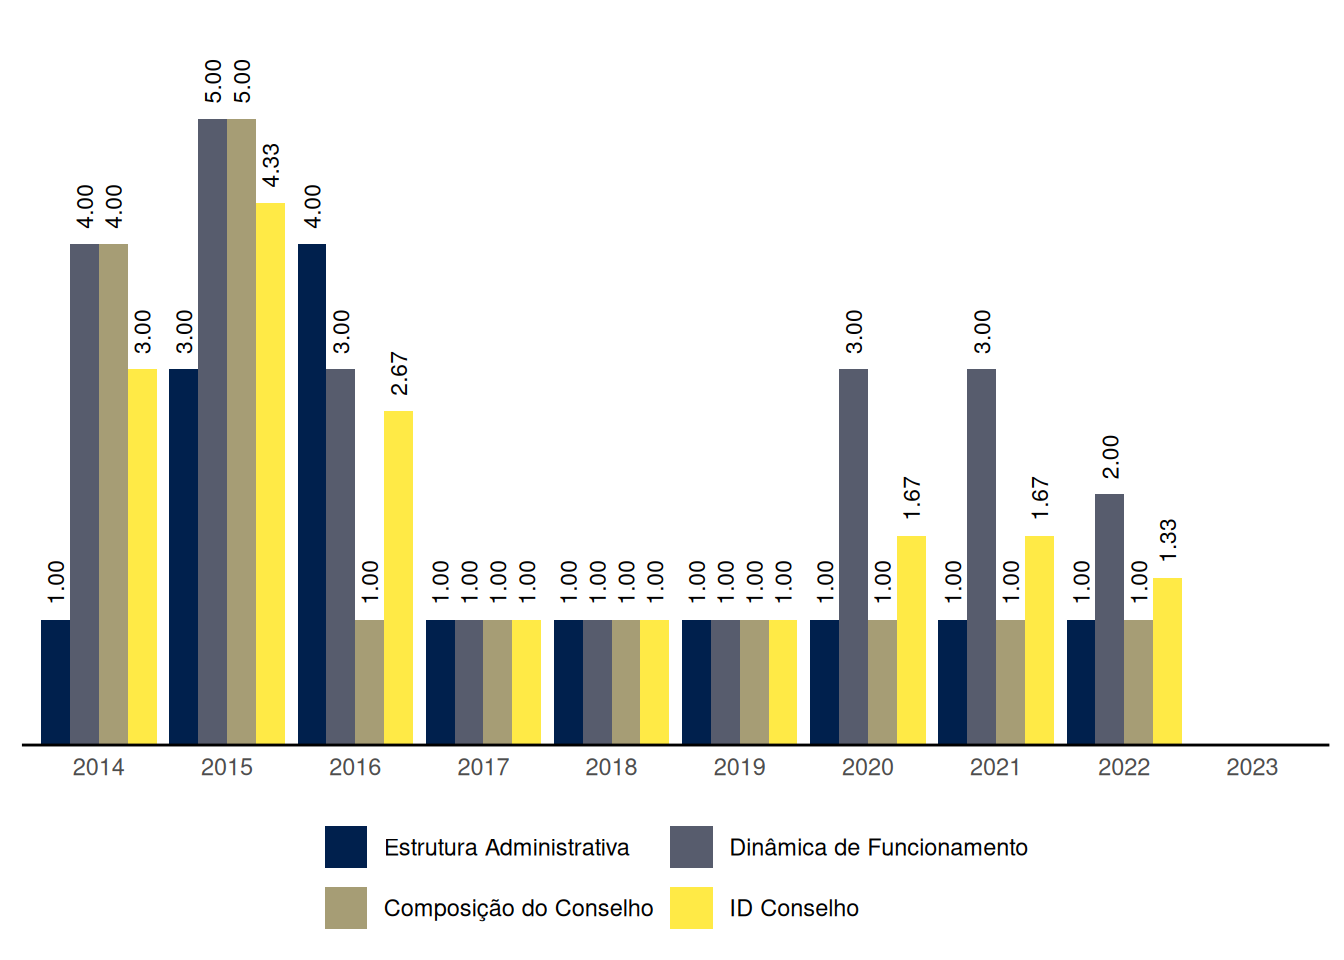 1.00 4.00 4.00 3.00 3.00 5.00 5.00 4.33 4.00 3.00 1.00 2.67 1.00 1.00 1.00 1.00 1.00 1.00 1.00 1.00 1.00 1.00 1.00 1.00 1.00 3.00 1.00 1.67 1.00 3.00 1.00 1.67 1.00 2.00 1.00 1.33
2014 2015 2016 2017 2018 2019 2020 2021 2022 2023
Estrutura Administrativa Dinâmica de Funcionamento
Composição do Conselho ID Conselho